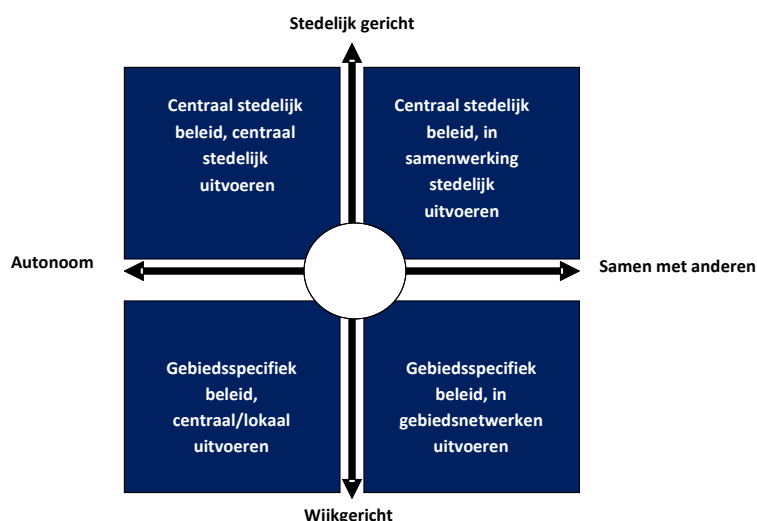 Stedelijk gericht
Centraal stedelijk
beleid, centraal
stedelijk
uitvoeren
Centraal stedelijk
beleid, in
samenwerking
stedelijk
uitvoeren
Autonoom
Samen met anderen
Gebiedsspecifiek
beleid,
centraal/lokaal
uitvoeren
Gebiedsspecifiek
beleid, in
gebiedsnetwerken
uitvoeren
Wijkgericht